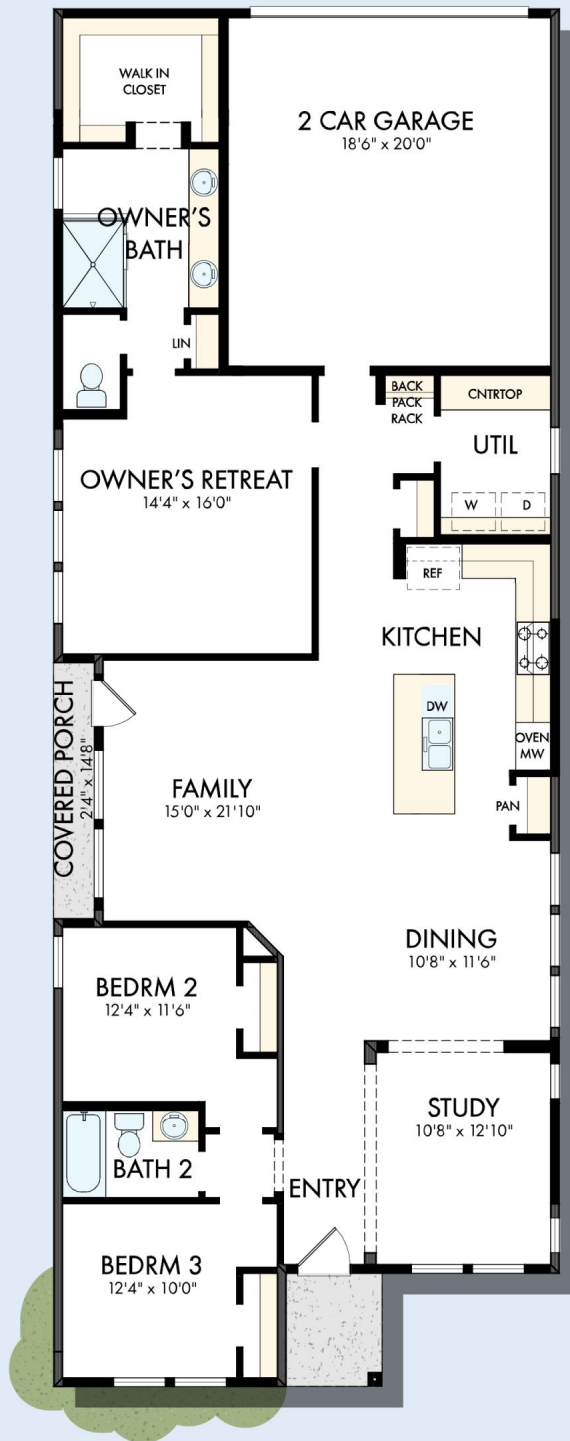 WALK IN
CLOSET
2 CAR GARAGE
18'6" x 20'0"
OWNER'S
BATH
LIN
BACK
PACK
RACK
CNTRTOP
UTIL
W
D
OWNER'S RETREAT
14'4" x 16'0"
REF
KITCHEN
DW
OVEN
MW
COVERED PORCH
2'4" x 14'8"
FAMILY
15'0" x 21'10"
PAN
DINING
10'8" x 11'6"
BEDRM 2
12'4" x 11'6"
STUDY
10'8" x 12'10"
BATH 2
ENTRY
BEDRM 3
12'4" x 10'0"